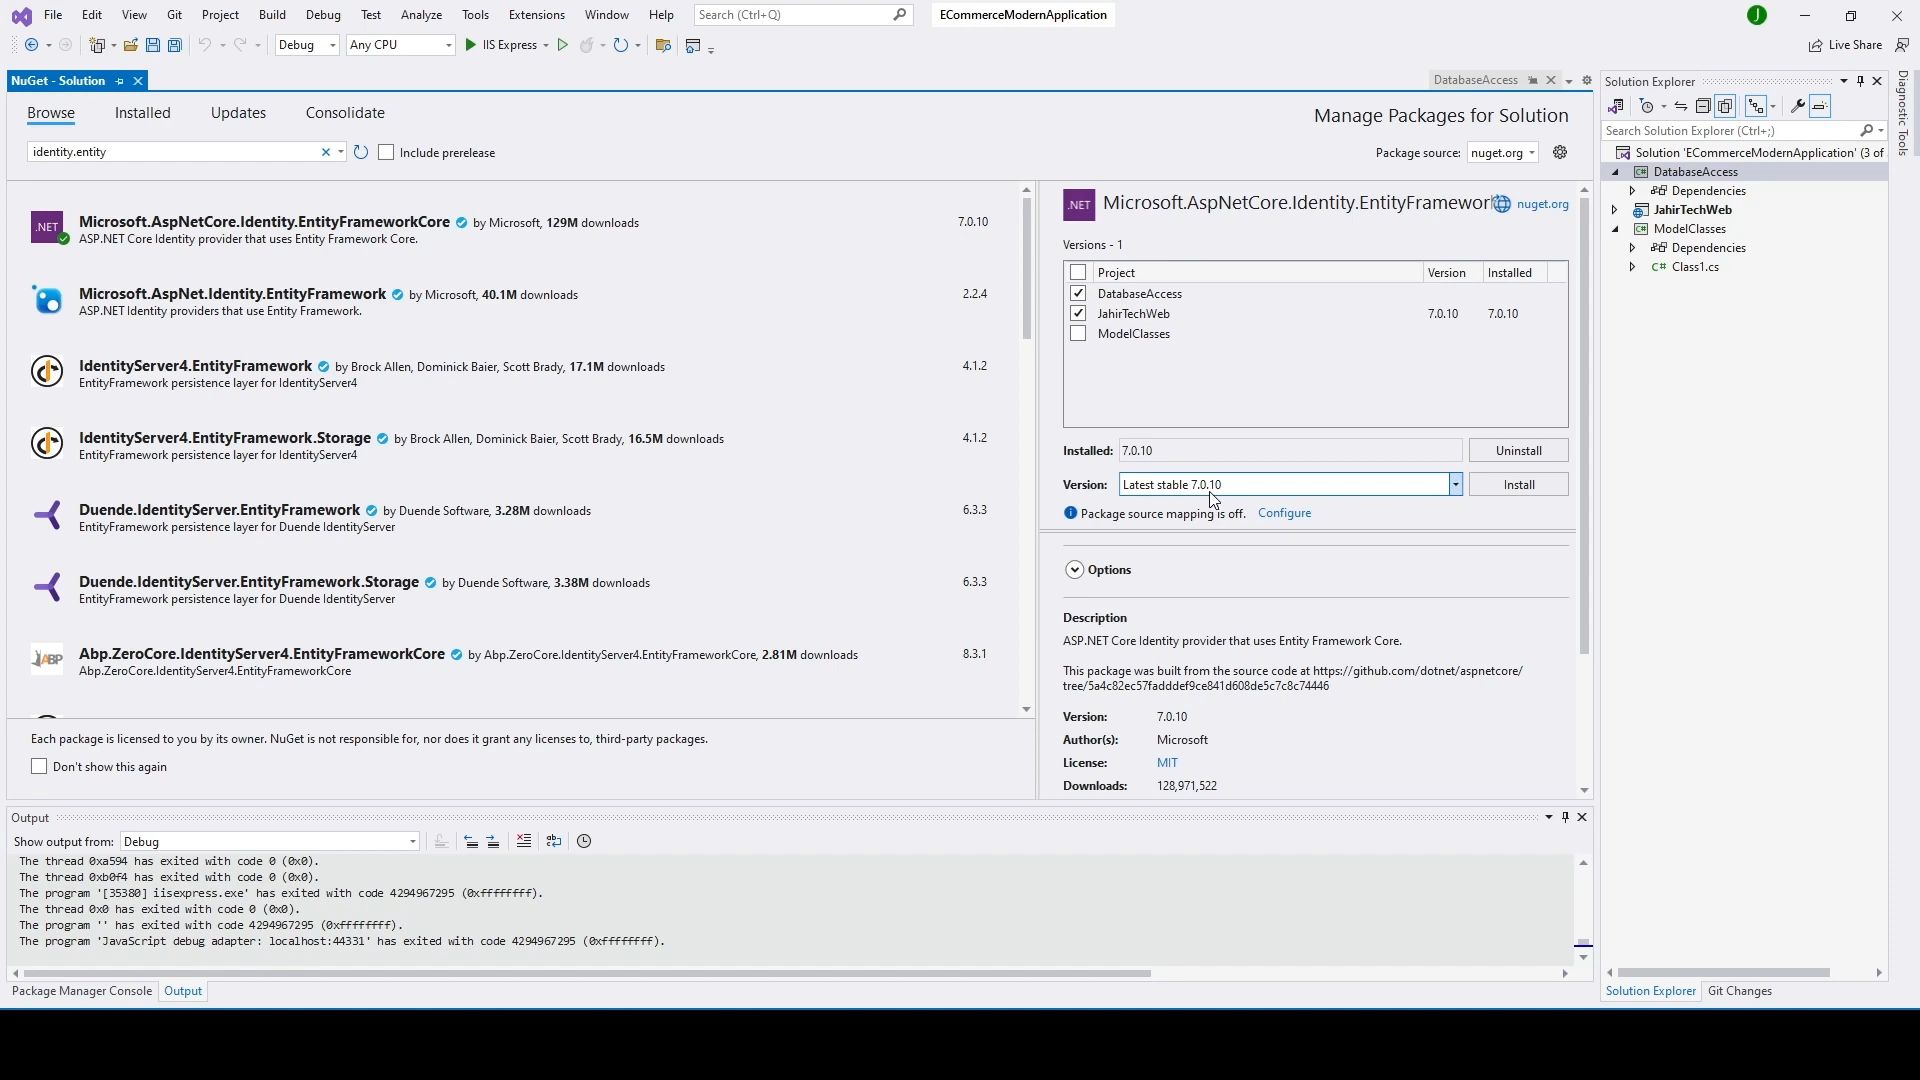 File Edit View Git Project Build Debug Test Analyze Tools Extensions Window Help Search (Ctrl+Q) ECommerceModernApplication J
Debug Any CPU IIS Express Live Share
NuGet - Solution DatabaseAccess
Browse Installed Updates Consolidate Manage Packages for Solution
identity.entity Include prerelease Package source: nuget.org
.NET Microsoft.AspNetCore.Identity.EntityFrameworkCore by Microsoft, 129M downloads 7.0.10
ASP.NET Core Identity provider that uses Entity Framework Core.
Microsoft.AspNet.Identity.EntityFramework by Microsoft, 40.1M downloads 2.2.4
ASP.NET Identity providers that use Entity Framework.
IdentityServer4.EntityFramework by Brock Allen, Dominick Baier, Scott Brady, 17.1M downloads 4.1.2
EntityFramework persistence layer for IdentityServer4
IdentityServer4.EntityFramework.Storage by Brock Allen, Dominick Baier, Scott Brady, 16.5M downloads 4.1.2
EntityFramework persistence layer for IdentityServer4
Duende.IdentityServer.EntityFramework by Duende Software, 3.28M downloads 6.3.3
EntityFramework persistence layer for Duende IdentityServer
Duende.IdentityServer.EntityFramework.Storage by Duende Software, 3.38M downloads 6.3.3
EntityFramework persistence layer for Duende IdentityServer
ABP Abp.ZeroCore.IdentityServer4.EntityFrameworkCore by Abp.ZeroCore.IdentityServer4.EntityFrameworkCore, 2.81M downloads 8.3.1
Abp.ZeroCore.IdentityServer4.EntityFrameworkCore
Each package is licensed to you by its owner. NuGet is not responsible for, nor does it grant any licenses to, third-party packages.
Don't show this again
.NET Microsoft.AspNetCore.Identity.EntityFramewor nuget.org
Versions - 1
Project Version Installed
DatabaseAccess
JahirTechWeb 7.0.10 7.0.10
ModelClasses
Installed: 7.0.10 Uninstall
Version: Latest stable 7.0.10 Install
Package source mapping is off. Configure
Options
Description
ASP.NET Core Identity provider that uses Entity Framework Core.
This package was built from the source code at https://github.com/dotnet/aspnetcore/
tree/5a4c82ec57fadddef9ce841d608de5c7c8c74446
Version: 7.0.10
Author(s): Microsoft
License: MIT
Downloads: 128,971,522
Solution Explorer
Search Solution Explorer (Ctrl+;)
Solution 'ECommerceModernApplication' (3 of
C# DatabaseAccess
Dependencies
JahirTechWeb
C# ModelClasses
Dependencies
C# Class1.cs
Diagnostic Tools
Output
Show output from: Debug
The thread 0xa594 has exited with code 0 (0x0).
The thread 0xb0f4 has exited with code 0 (0x0).
The program '[35380] iisexpress.exe' has exited with code 4294967295 (0xffffffff).
The thread 0x0 has exited with code 0 (0x0).
The program '' has exited with code 4294967295 (0xffffffff).
The program 'JavaScript debug adapter: localhost:44331' has exited with code 4294967295 (0xffffffff).
Package Manager Console Output
Solution Explorer Git Changes